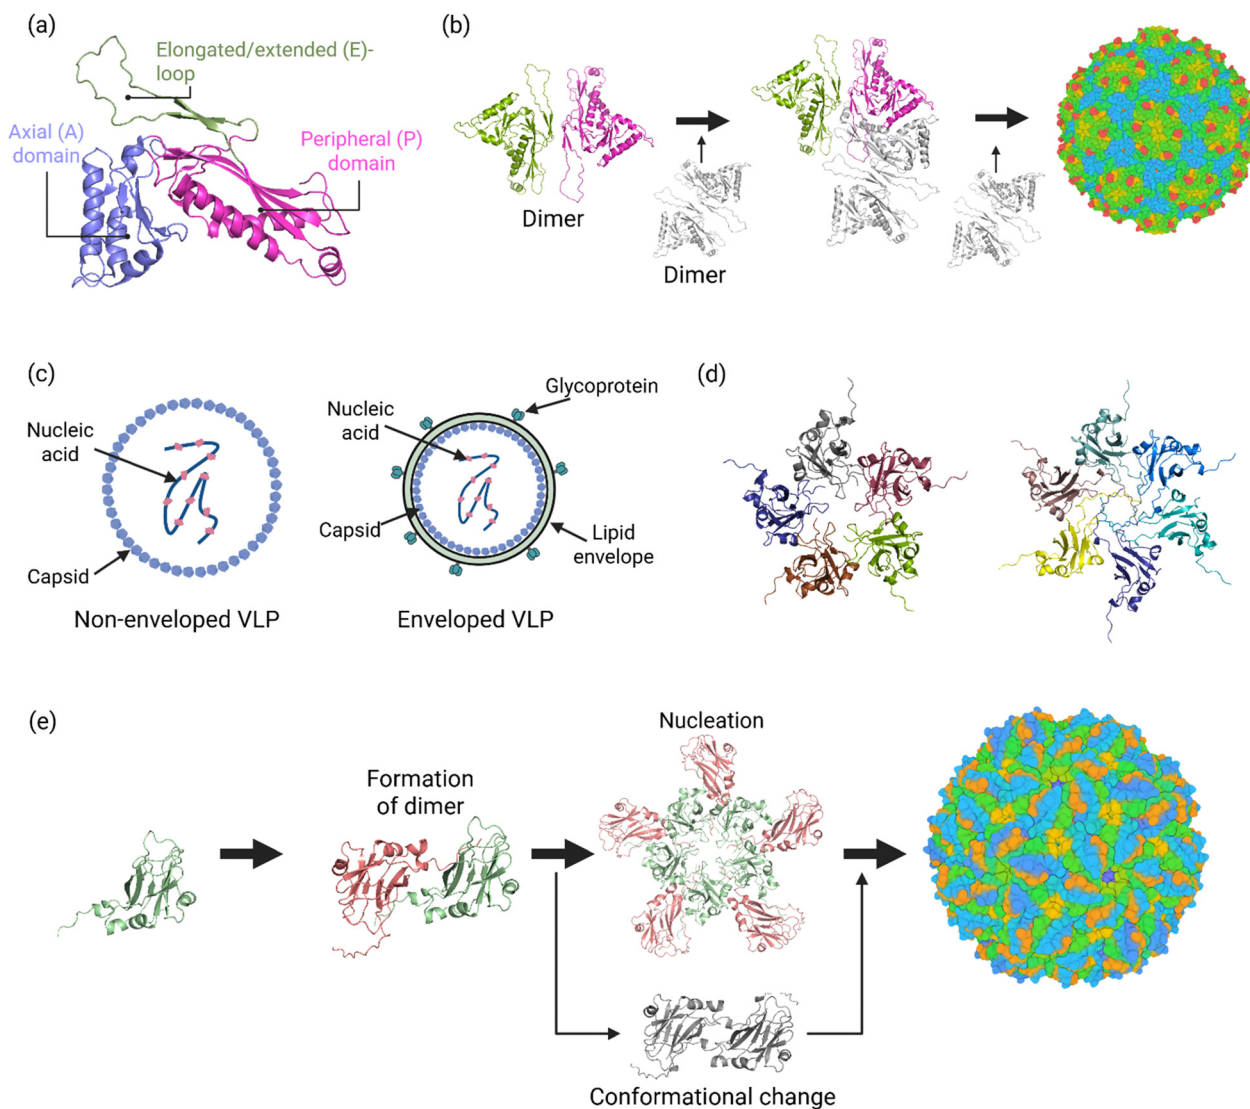 (a)
Elongated/extended (E)-
loop
Axial (A)
domain
Peripheral (P)
domain
(b)
Dimer
Dimer
(c)
Nucleic
acid
Capsid
Non-enveloped VLP
Glycoprotein
Nucleic
acid
Capsid
Lipid
envelope
Enveloped VLP
(d)
(e)
Formation
of dimer
Nucleation
Conformational change